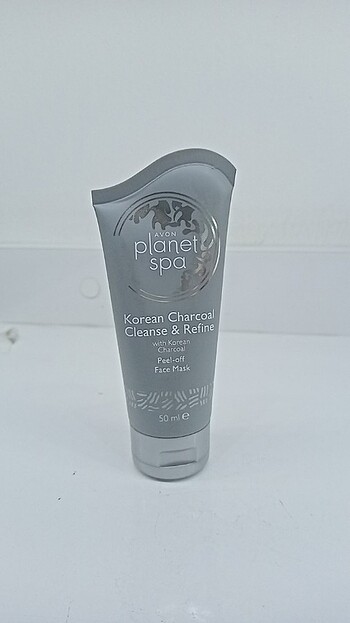 AVON
planet
spa
Korean Charcoal
Cleanse & Refine
with Korean
Charcoal
Peel-off
Face Mask
50 ml e